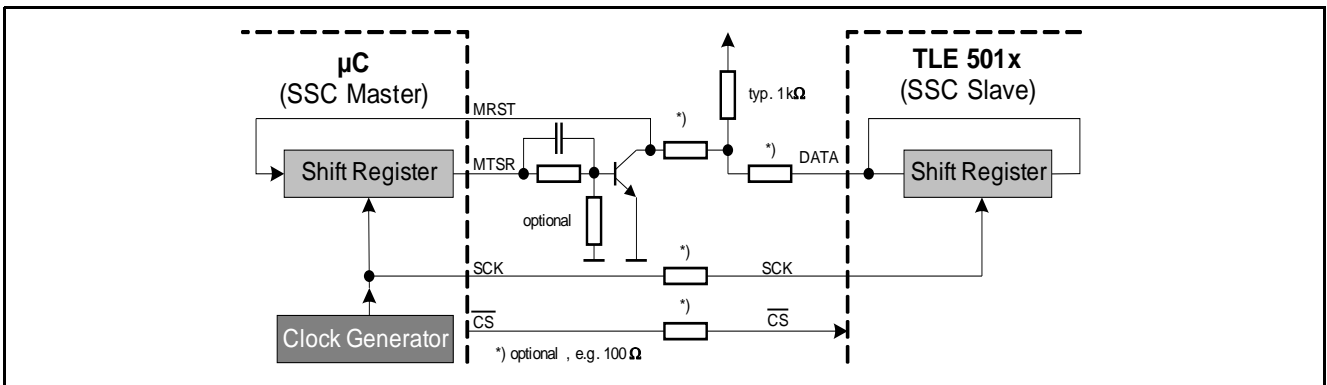 µC
(SSC Master)
TLE 501x
(SSC Slave)
typ. 1kΩ
MRST
*)
*)
MTSR
DATA
Shift Register
Shift Register
optional
*)
SCK
SCK
*)
CS
CS
Clock Generator
*) optional , e.g. 100Ω